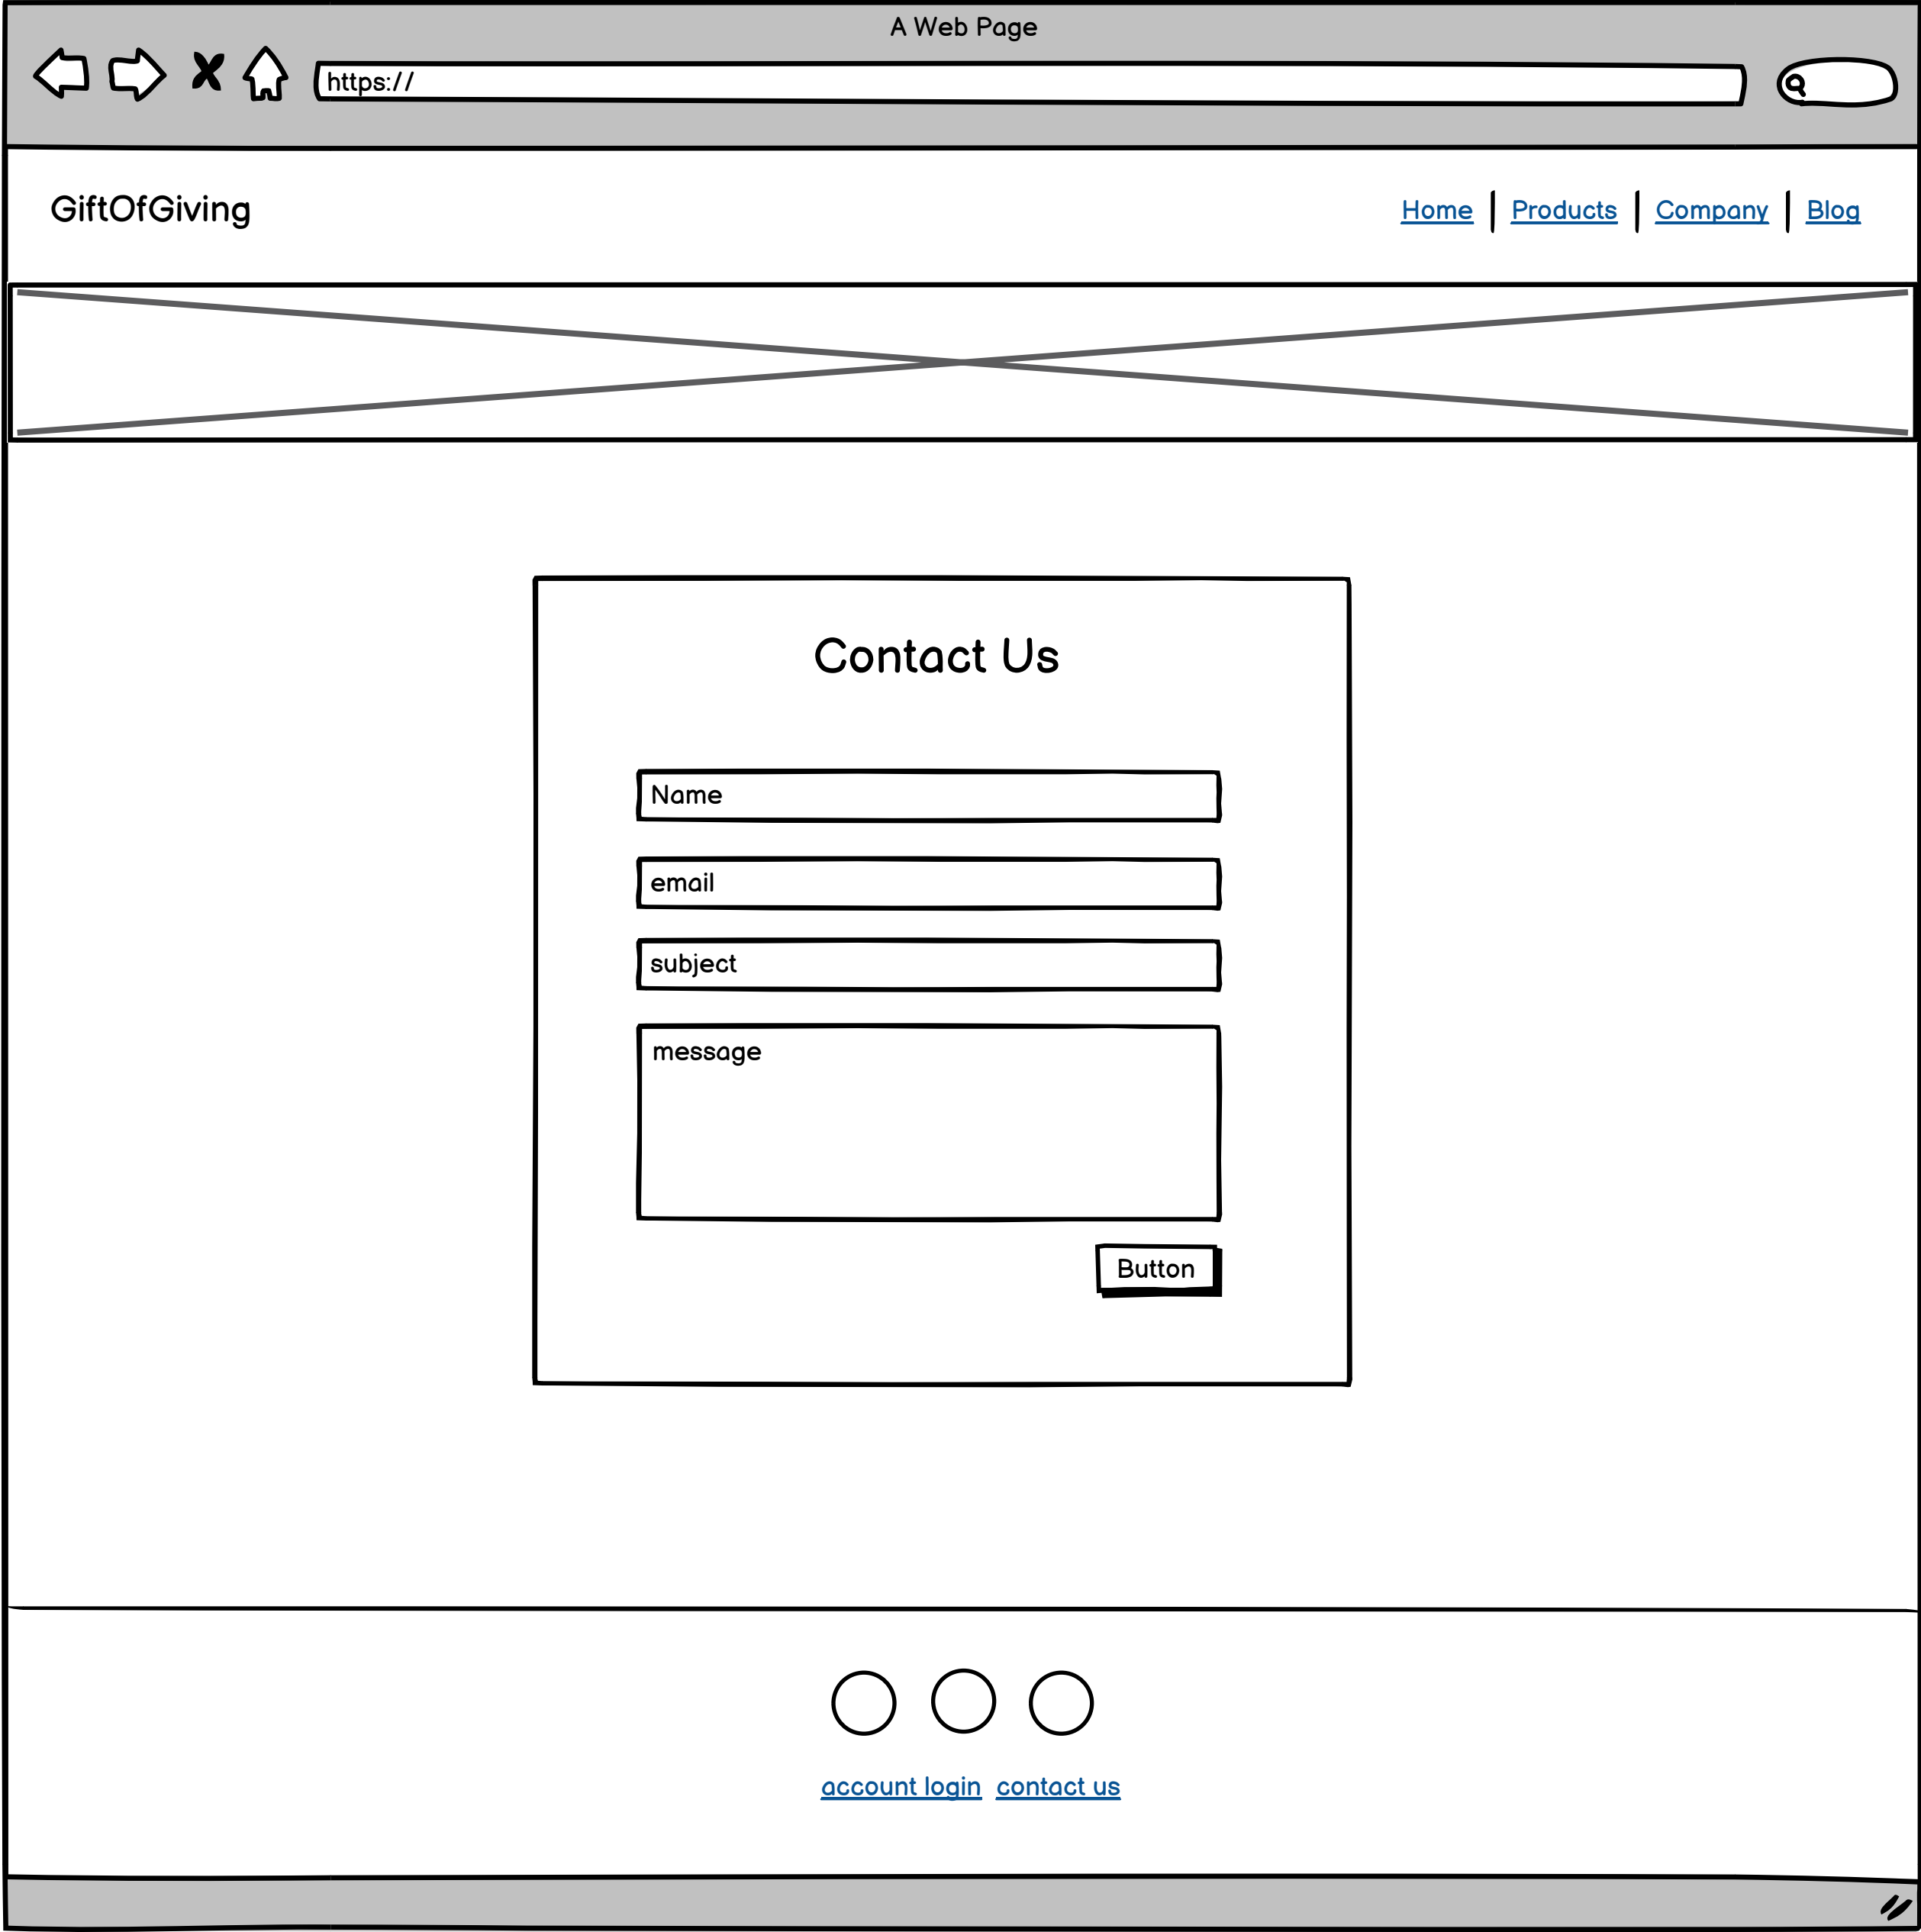 A Web Page
https://
GiftOfGiving
Home | Products | Company | Blog
Contact Us
Name
email
subject
message
Button
account login contact us